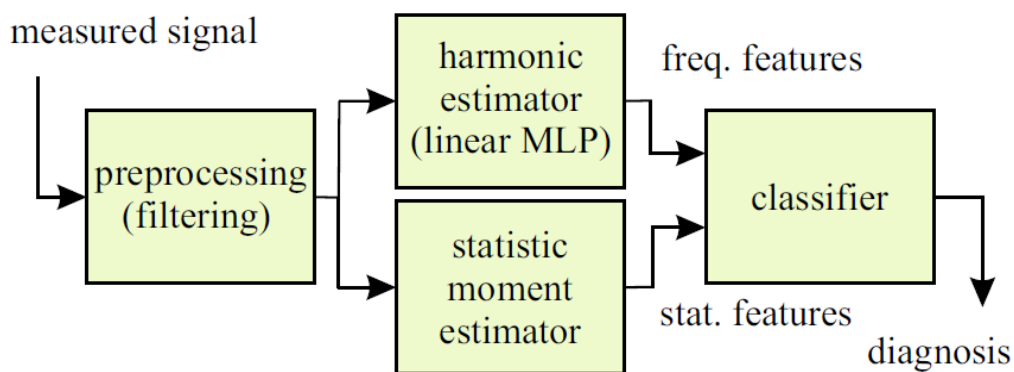 measured signal
preprocessing
(filtering)
harmonic
estimator
(linear MLP)
statistic
moment
estimator
freq. features
stat. features
classifier
diagnosis